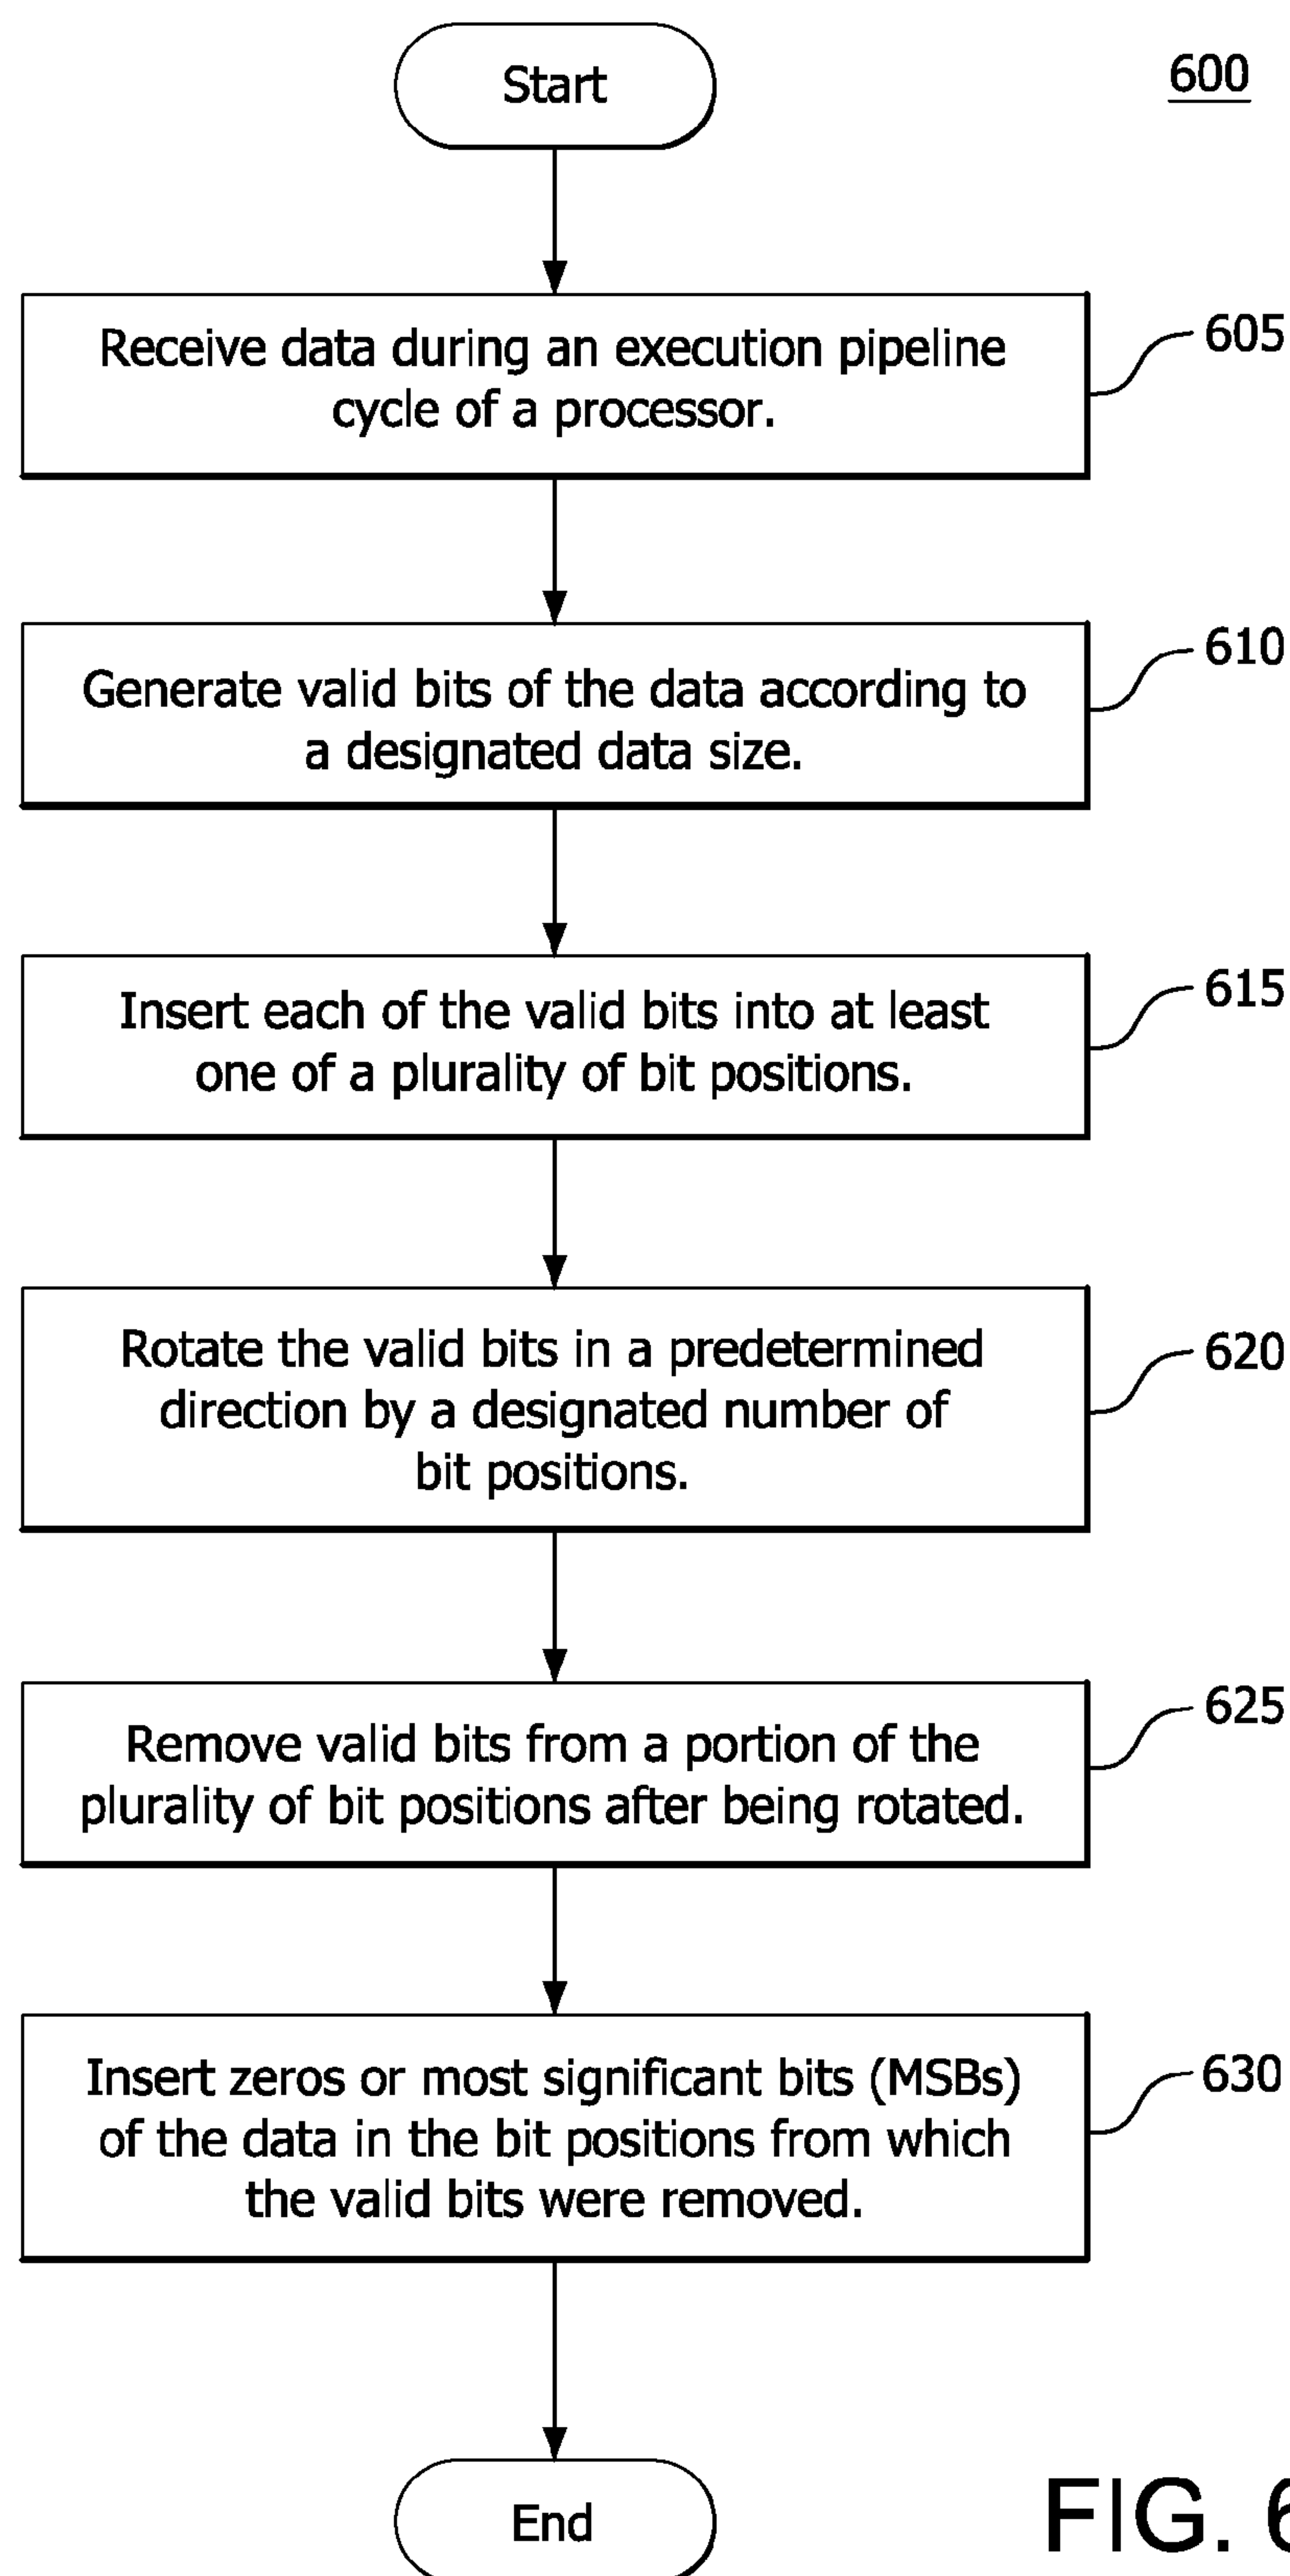 Start
600
Receive data during an execution pipeline
cycle of a processor.
605
Generate valid bits of the data according to
a designated data size.
610
Insert each of the valid bits into at least
one of a plurality of bit positions.
615
Rotate the valid bits in a predetermined
direction by a designated number of
bit positions.
620
Remove valid bits from a portion of the
plurality of bit positions after being rotated.
625
Insert zeros or most significant bits (MSBs)
of the data in the bit positions from which
the valid bits were removed.
630
End
FIG. 6